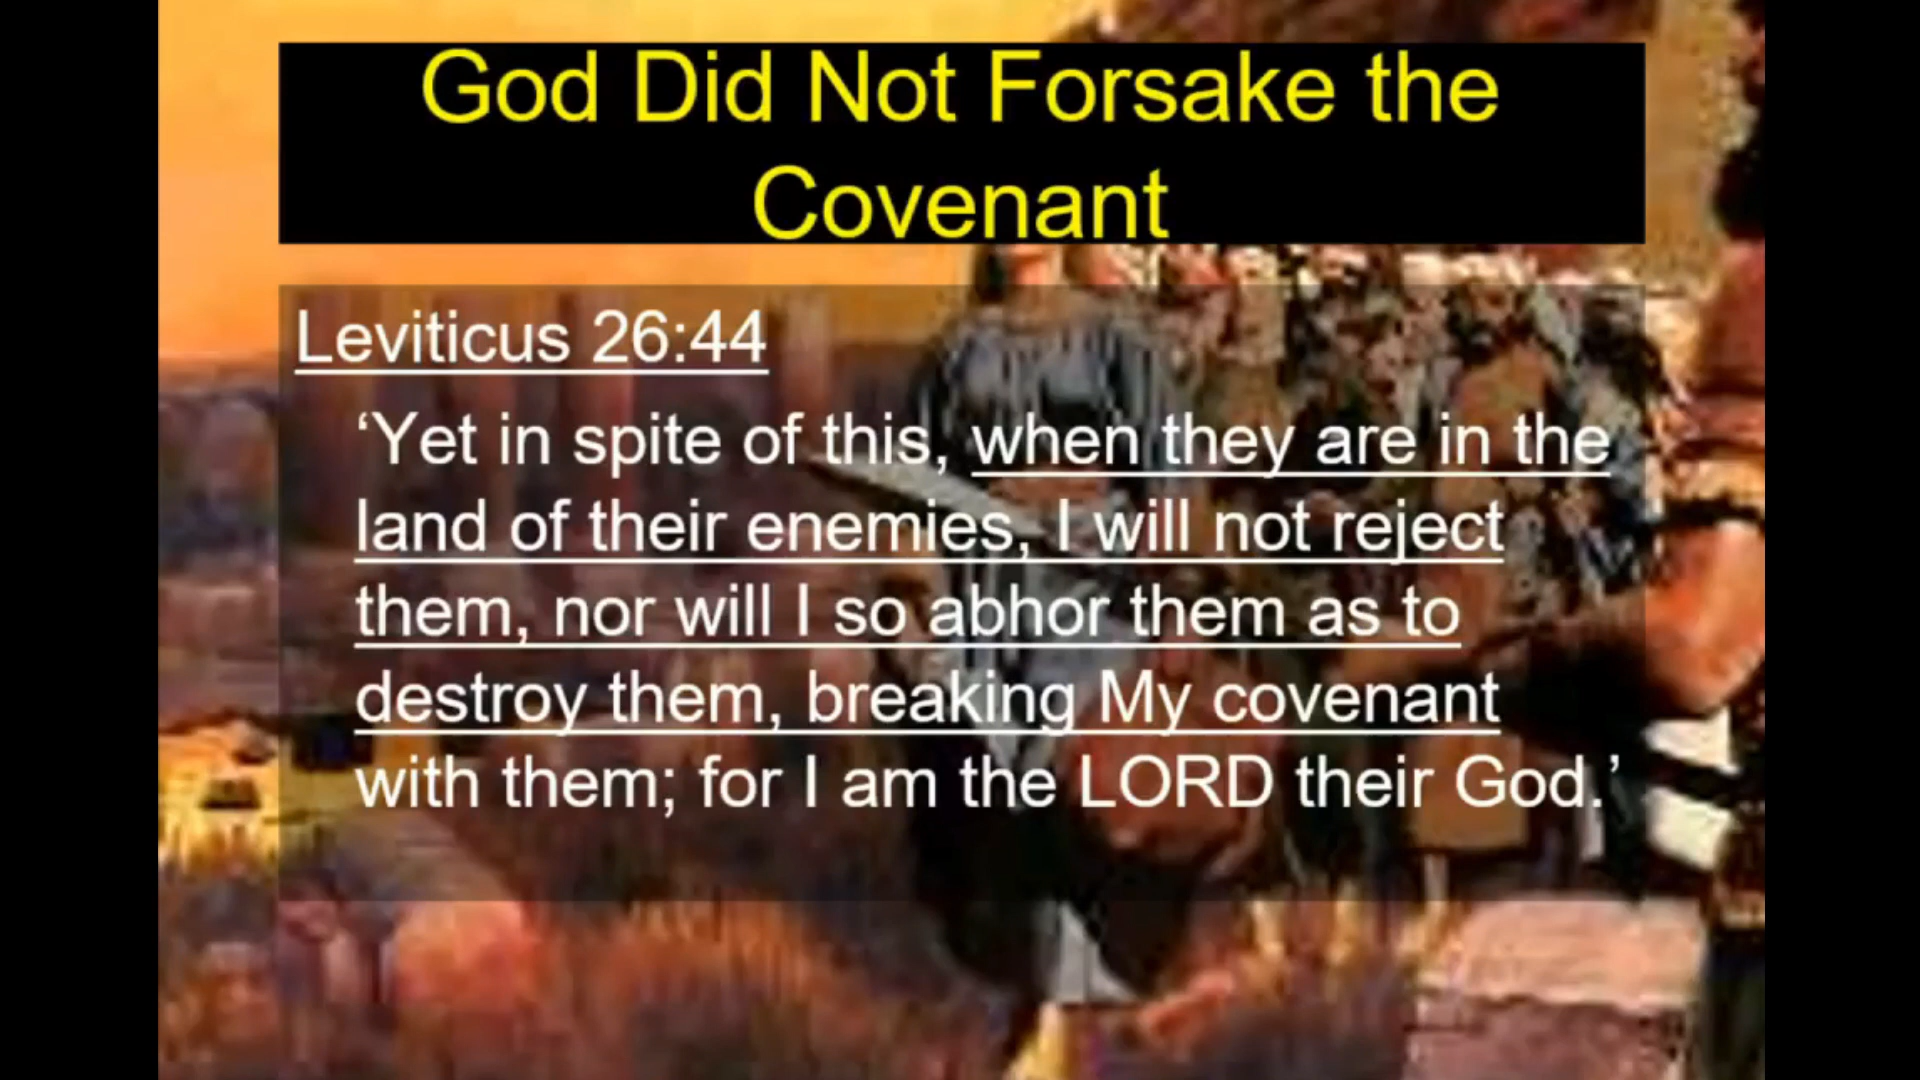 God Did Not Forsake the
Covenant
Leviticus 26:44
‘Yet in spite of this, when they are in the
land of their enemies, I will not reject
them, nor will I so abhor them as to
destroy them, breaking My covenant
with them; for I am the LORD their God.’